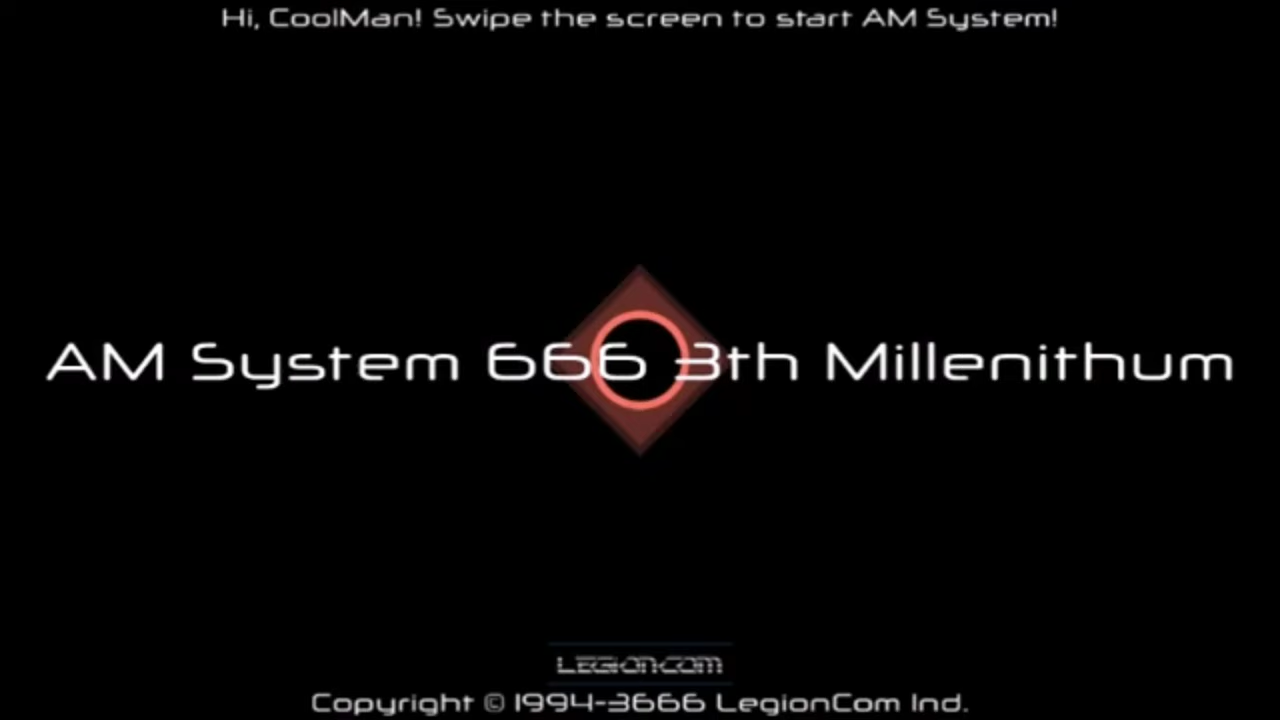 Hi, CoolMan! Swipe the screen to start AM System!
AM System 666 3th Millenithum
LEGIONCOM
Copyright © 1994-3666 LegionCom Ind.